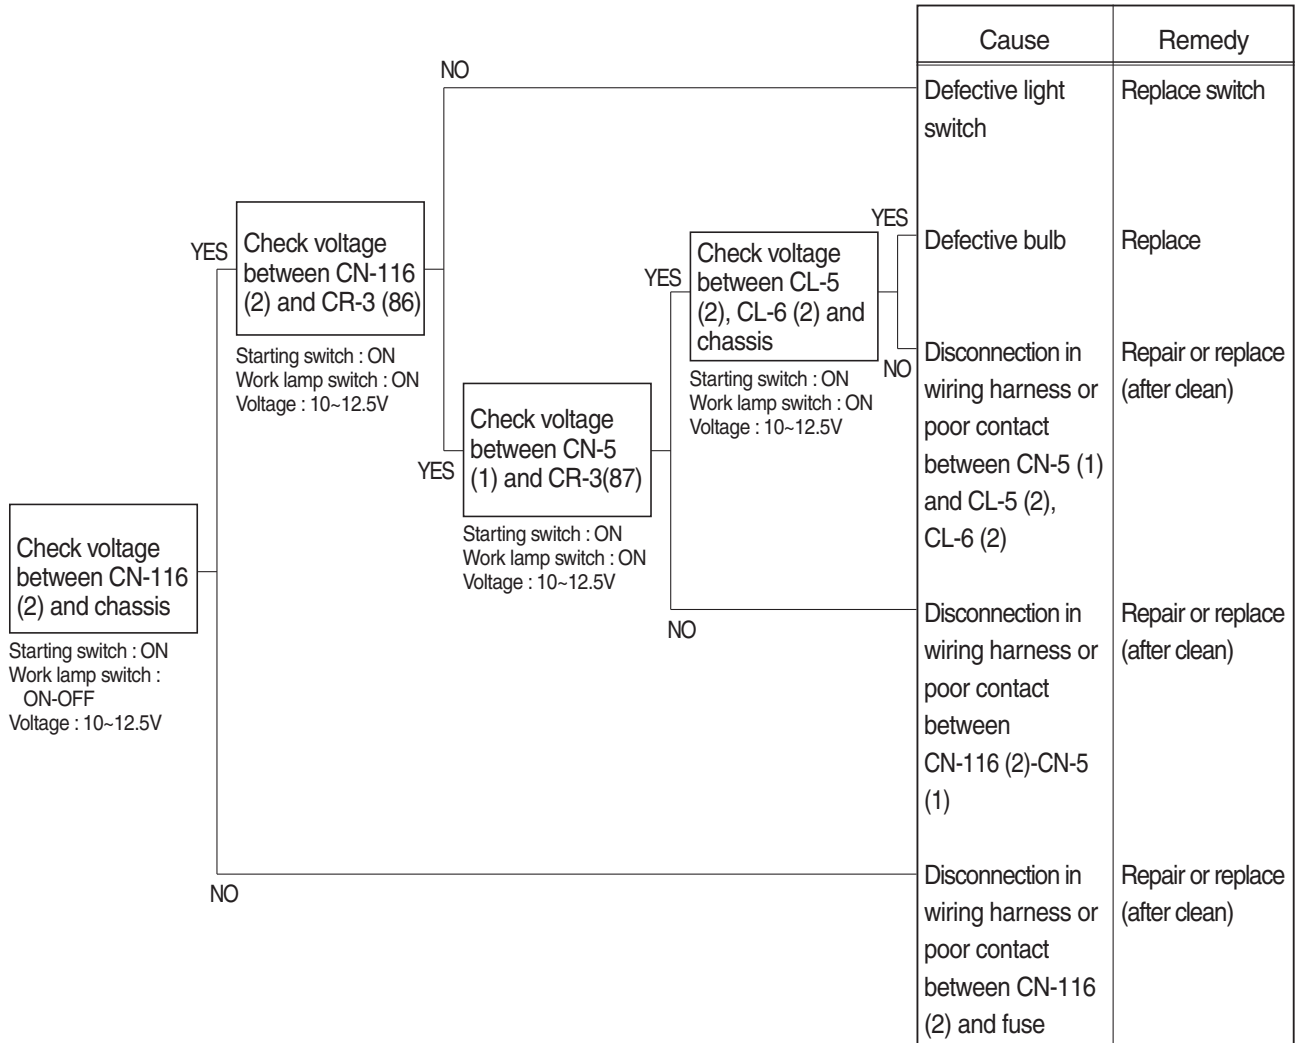 Cause
Remedy
NO
Defective light
switch
Replace switch
YES
Check voltage
between CN-116
(2) and CR-3 (86)
Starting switch : ON
Work lamp switch : ON
Voltage : 10~12.5V
YES
Check voltage
between CL-5
(2), CL-6 (2) and
chassis
Starting switch : ON
Work lamp switch : ON
Voltage : 10~12.5V
YES
Defective bulb
Replace
NO
Disconnection in
wiring harness or
poor contact
between CN-5 (1)
and CL-5 (2),
CL-6 (2)
Repair or replace
(after clean)
YES
Check voltage
between CN-5
(1) and CR-3(87)
Starting switch : ON
Work lamp switch : ON
Voltage : 10~12.5V
NO
Disconnection in
wiring harness or
poor contact
between
CN-116 (2)-CN-5
(1)
Repair or replace
(after clean)
Check voltage
between CN-116
(2) and chassis
Starting switch : ON
Work lamp switch :
ON-OFF
Voltage : 10~12.5V
NO
Disconnection in
wiring harness or
poor contact
between CN-116
(2) and fuse
Repair or replace
(after clean)